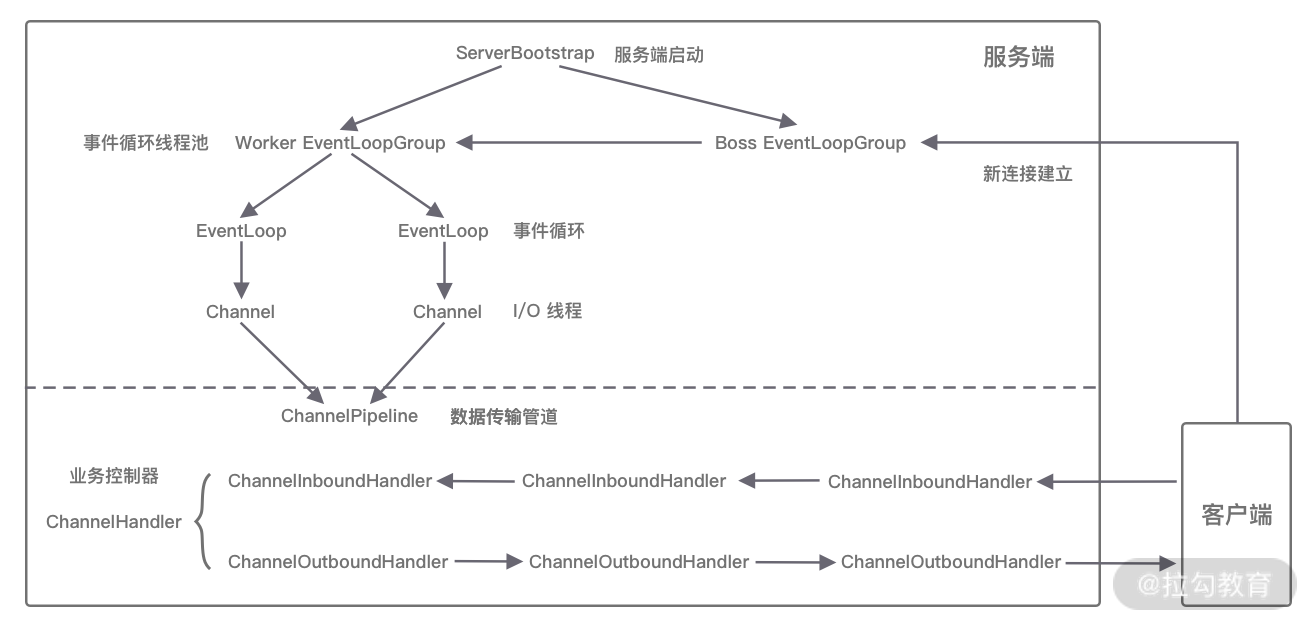 ServerBootstrap 服务端启动
服务端
事件循环线程池 Worker EventLoopGroup Boss EventLoopGroup
新连接建立
EventLoop EventLoop 事件循环
Channel Channel I/O 线程
ChannelPipeline 数据传输管道
业务控制器
ChannelHandler
ChannelInboundHandler ChannelInboundHandler ChannelInboundHandler
ChannelOutboundHandler ChannelOutboundHandler ChannelOutboundHandler
客户端
@拉勾教育